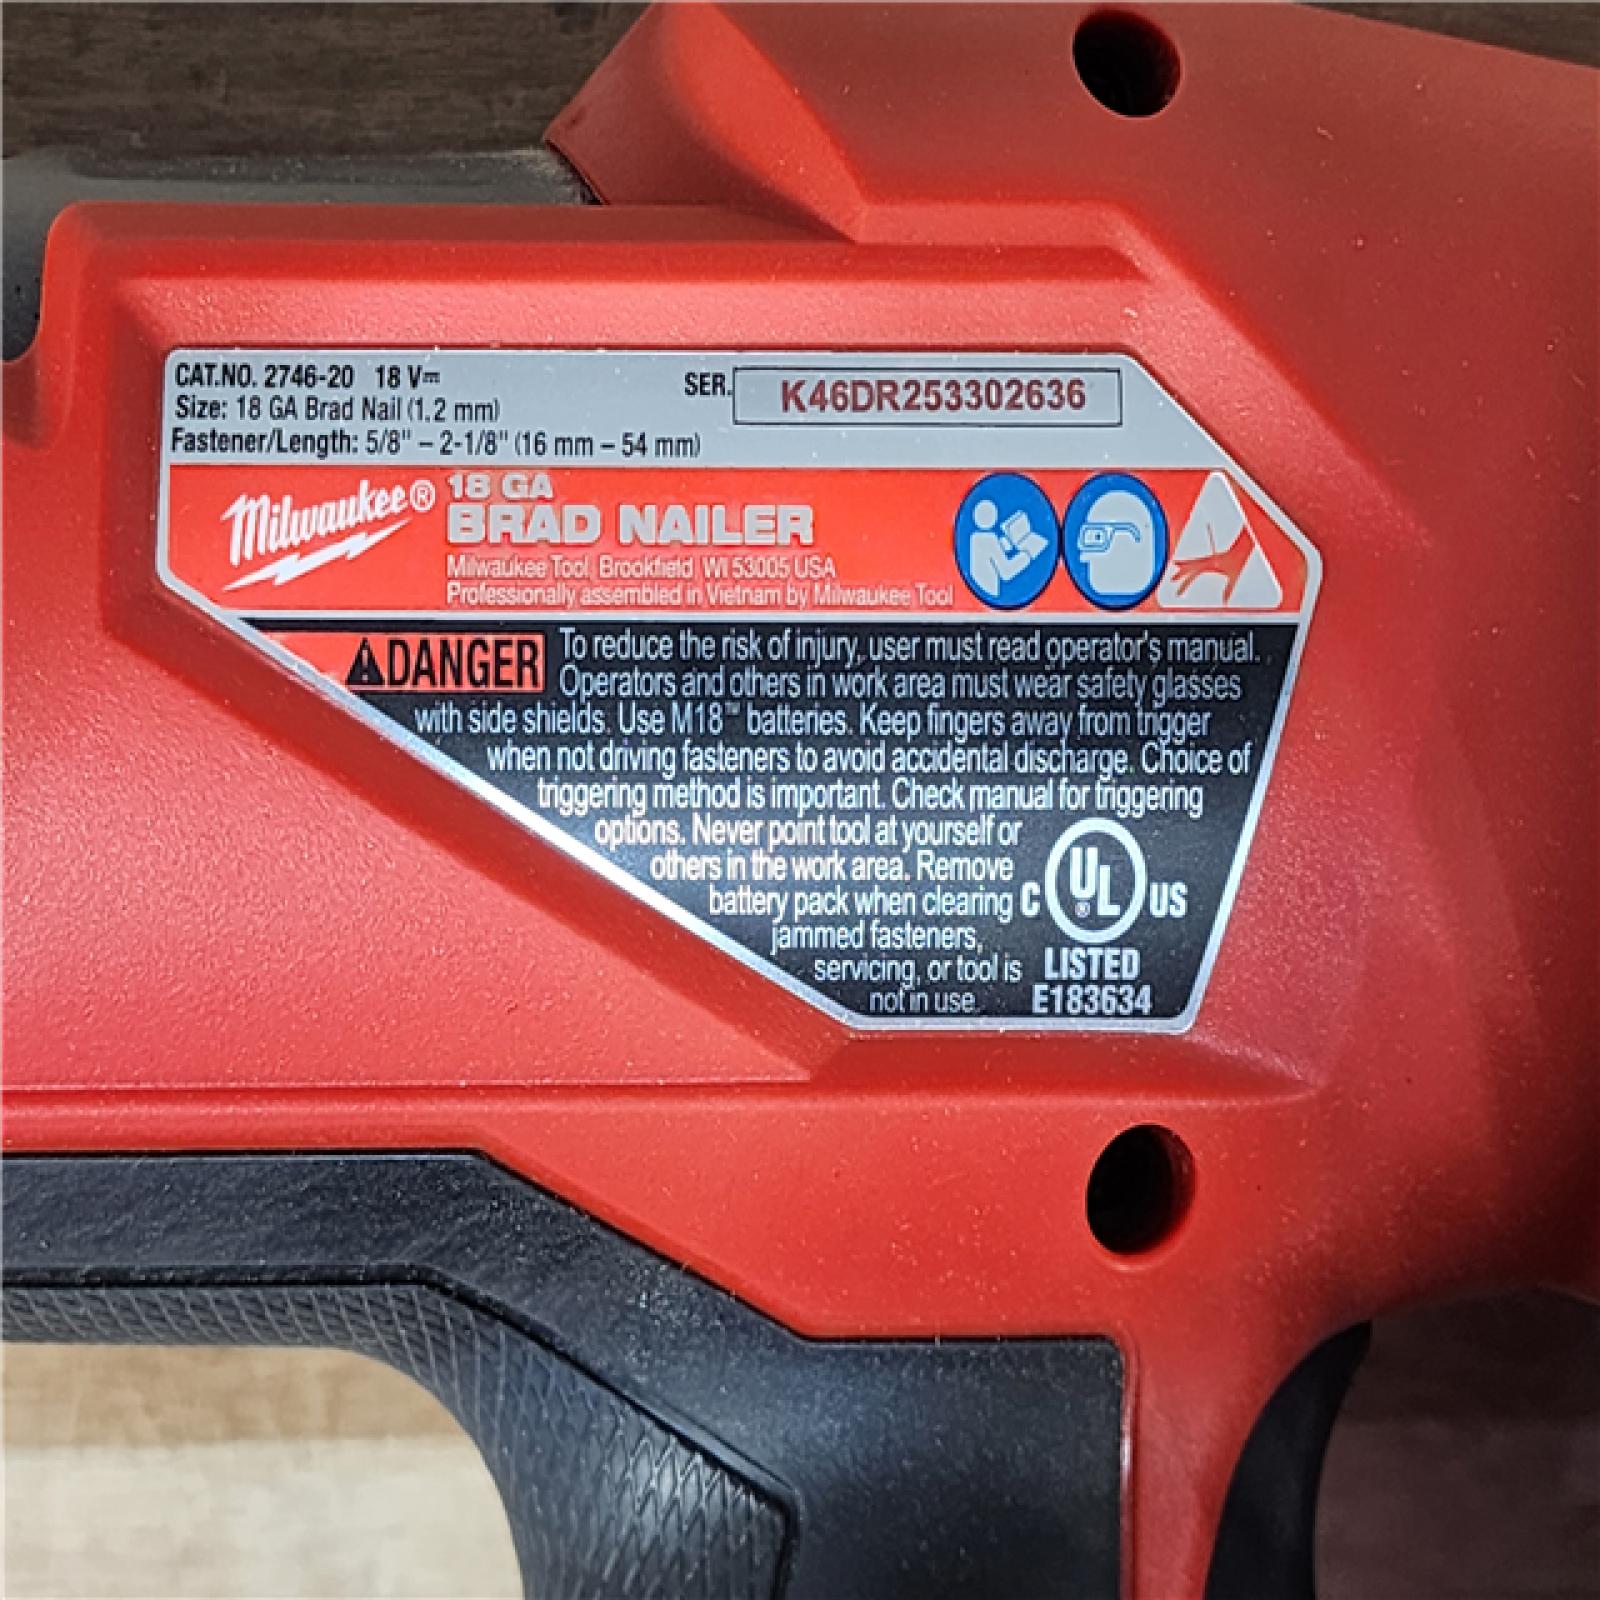 CAT.NO. 2746-20 18 V⎓
SER. K46DR253302636
Size: 18 GA Brad Nail (1.2 mm)
Fastener/Length: 5/8" – 2-1/8" (16 mm – 54 mm)
Milwaukee®
18 GA
BRAD NAILER
Milwaukee Tool, Brookfield, WI 53005 USA
Professionally assembled in Vietnam by Milwaukee Tool
⚠DANGER To reduce the risk of injury, user must read operator's manual.
Operators and others in work area must wear safety glasses
with side shields. Use M18™ batteries. Keep fingers away from trigger
when not driving fasteners to avoid accidental discharge. Choice of
triggering method is important. Check manual for triggering
options. Never point tool at yourself or
others in the work area. Remove
battery pack when clearing
jammed fasteners,
servicing, or tool is
not in use.
C UL® US
LISTED
E183634